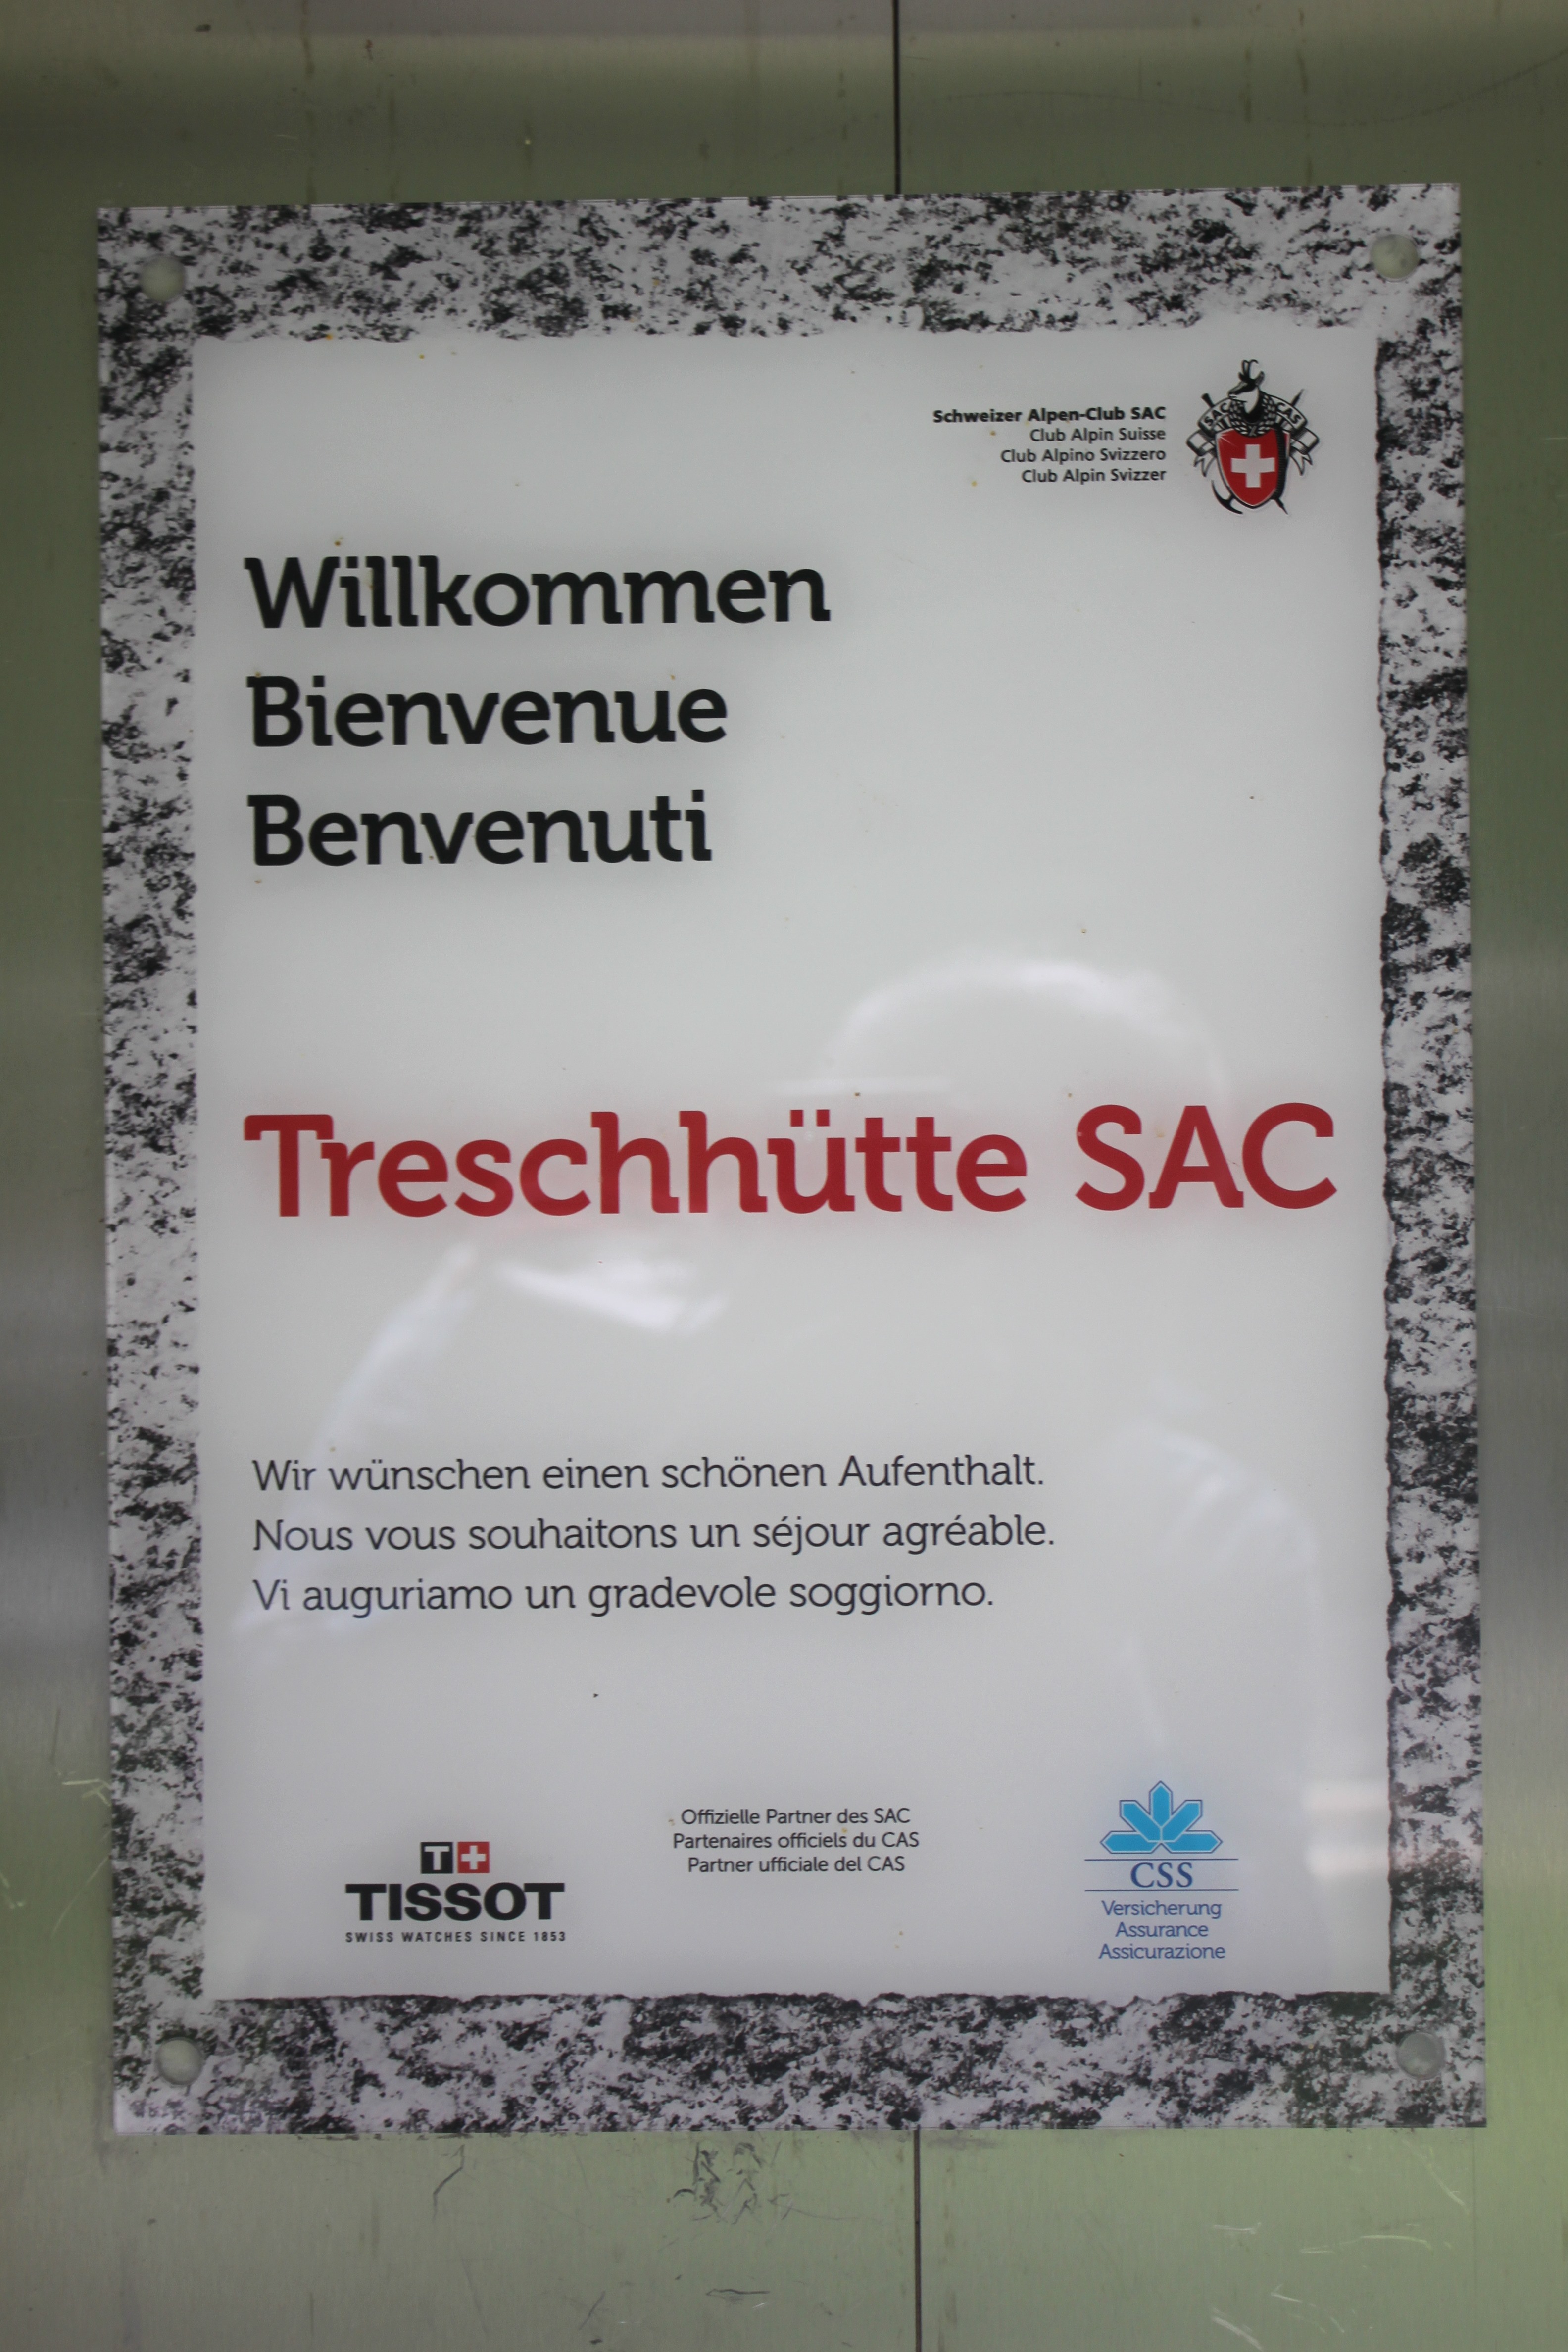 Schweizer Alpen-Club SAC
Club Alpin Suisse
Club Alpino Svizzero
Club Alpin Svizzer
SAC CAS
Willkommen
Bienvenue
Benvenuti
Treschhütte SAC
Wir wünschen einen schönen Aufenthalt.
Nous vous souhaitons un séjour agréable.
Vi auguriamo un gradevole soggiorno.
T+
TISSOT
SWISS WATCHES SINCE 1853
Offizielle Partner des SAC
Partenaires officiels du CAS
Partner ufficiale del CAS
CSS
Versicherung
Assurance
Assicurazione